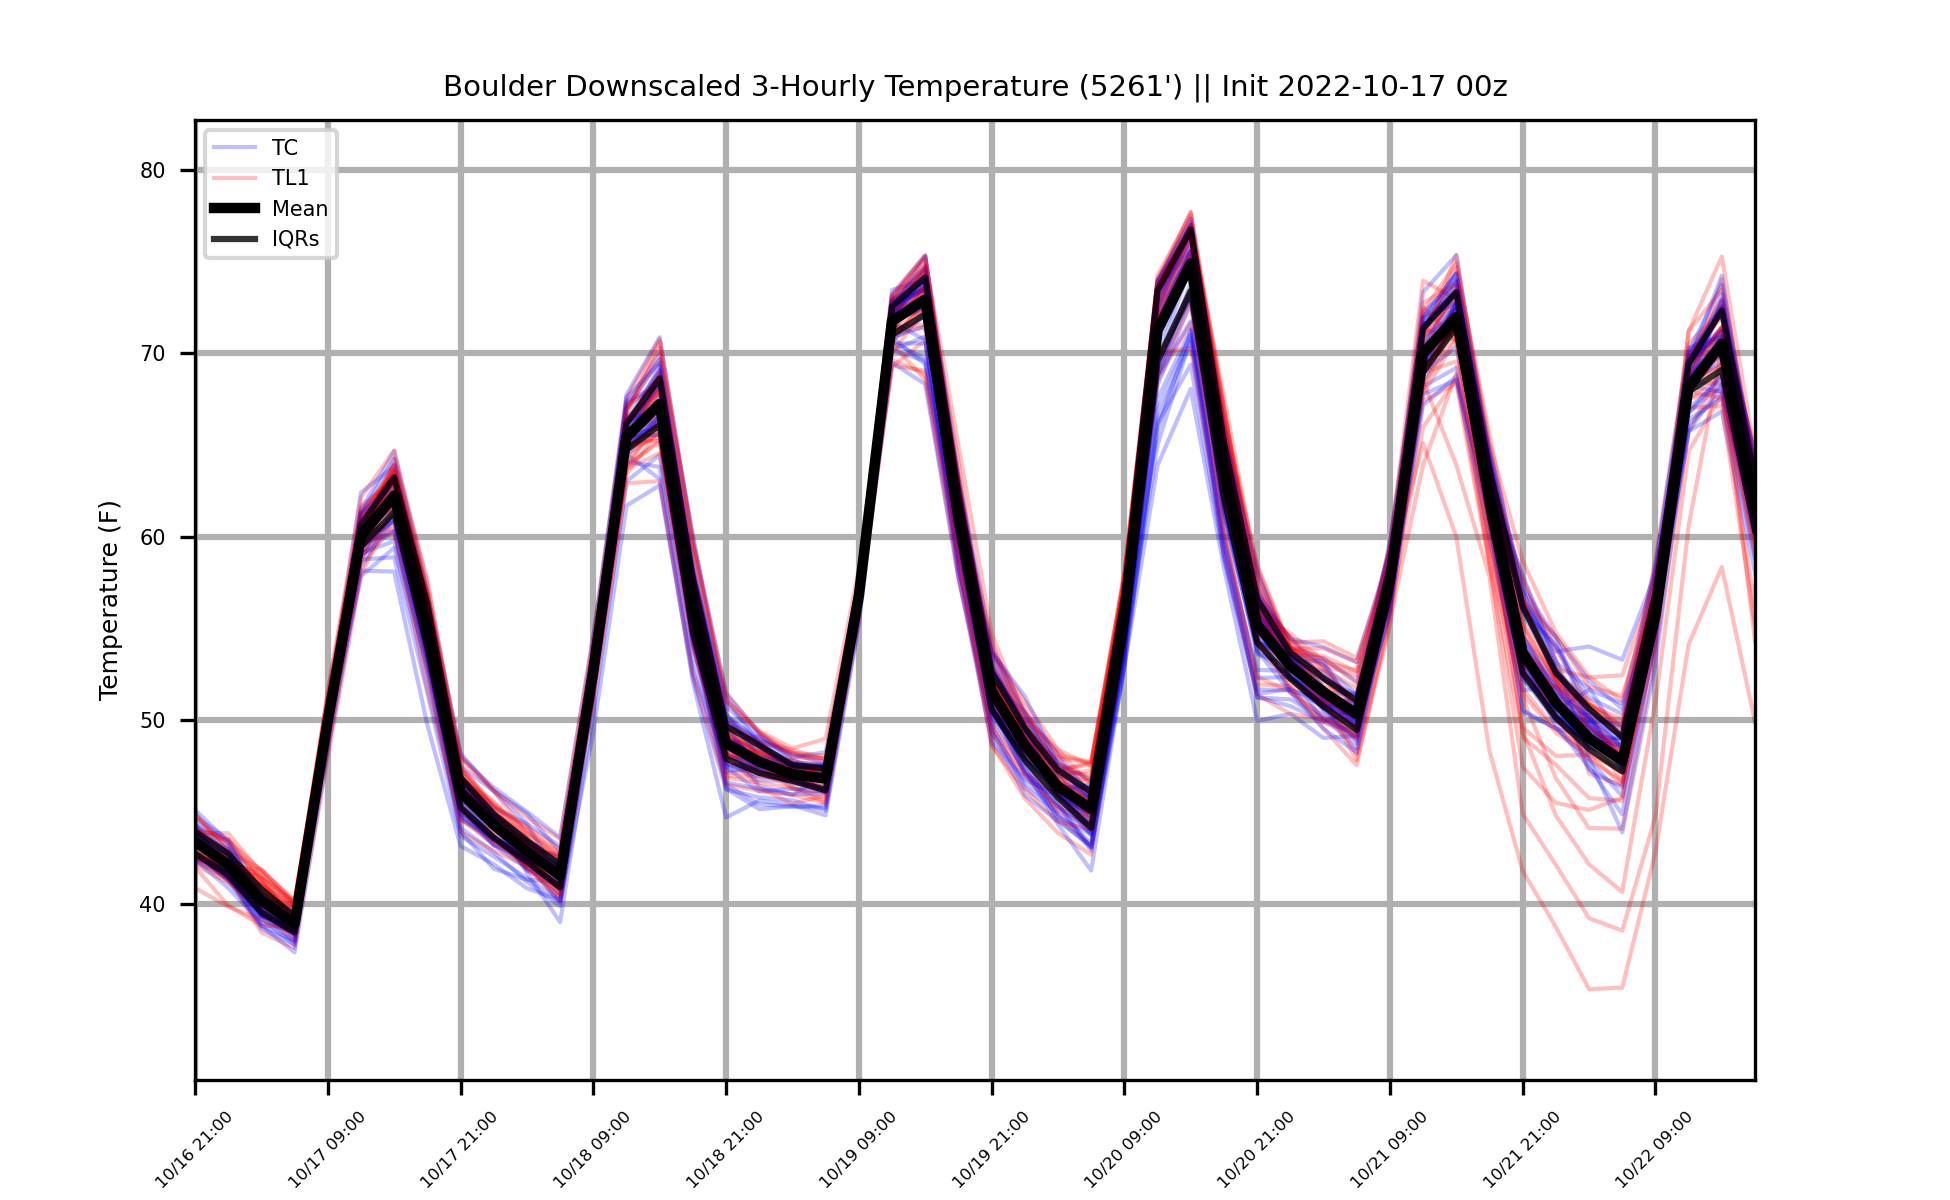 Boulder Downscaled 3-Hourly Temperature (5261') || Init 2022-10-17 00z
TC
TL1
Mean
IQRs
Temperature (F)
80
70
60
50
40
10/16 21:00
10/17 09:00
10/17 21:00
10/18 09:00
10/18 21:00
10/19 09:00
10/19 21:00
10/20 09:00
10/20 21:00
10/21 09:00
10/21 21:00
10/22 09:00